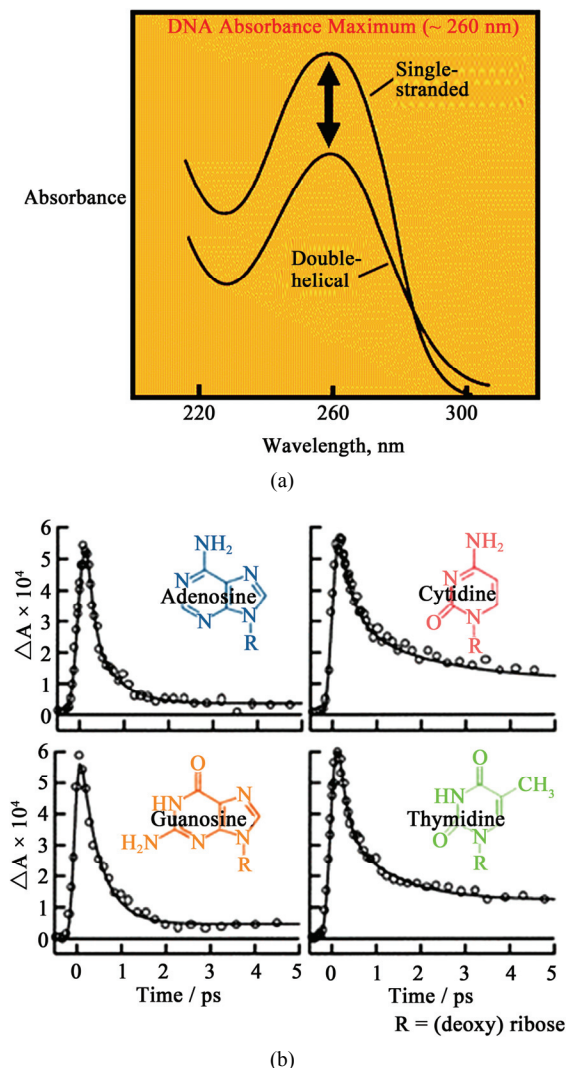 DNA Absorbance Maximum (~ 260 nm)
Single-
stranded
Absorbance
Double-
helical
220
260
300
Wavelength, nm
(a)
6
5
4
3
2
1
0
△A × 10⁴
NH₂
N
N
N
N
Adenosine
R
NH₂
N
O
N
Cytidine
R
6
5
4
3
2
1
0
△A × 10⁴
O
HN
N
H₂N
N
N
Guanosine
R
O
HN
CH₃
O
N
Thymidine
R
0 1 2 3 4 5
Time / ps
0 1 2 3 4 5
Time / ps
R = (deoxy) ribose
(b)